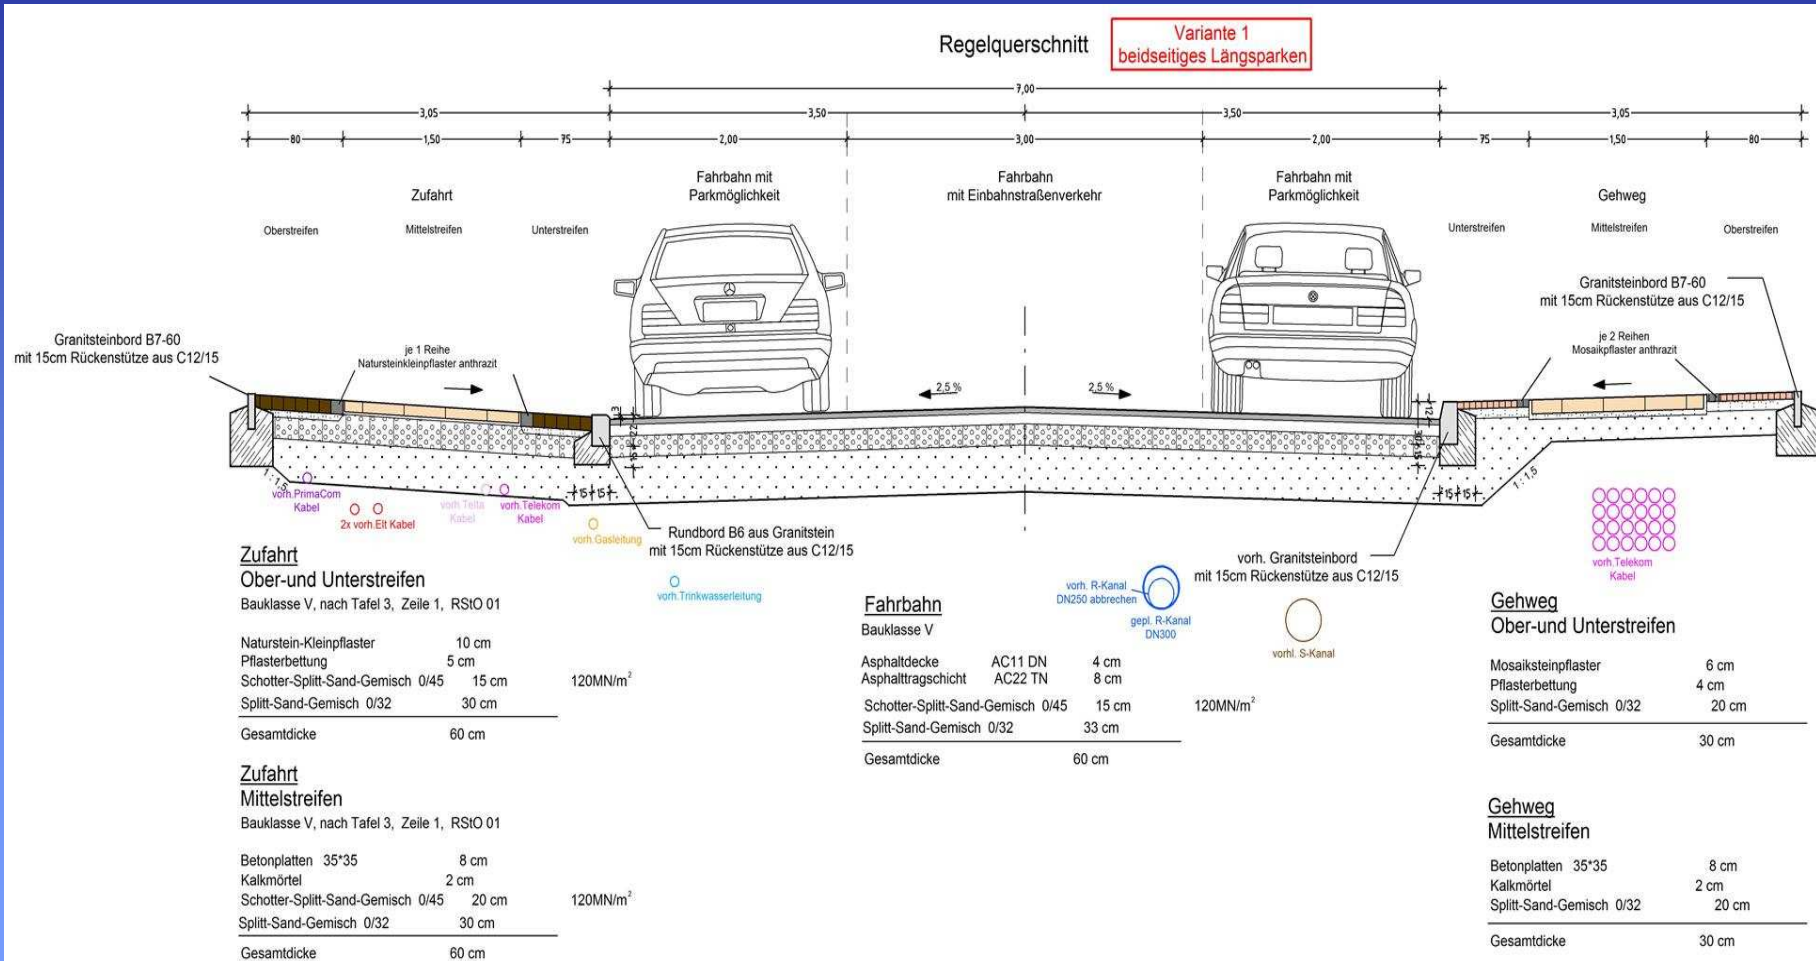 Regelquerschnitt
Variante 1
beidseitiges Längsparken
7,00
3,05
3,50
3,50
3,05
80
1,50
75
2,00
3,00
2,00
75
1,50
80
Zufahrt
Fahrbahn mit
Parkmöglichkeit
Fahrbahn
mit Einbahnstraßenverkehr
Fahrbahn mit
Parkmöglichkeit
Gehweg
Oberstreifen
Mittelstreifen
Unterstreifen
Unterstreifen
Mittelstreifen
Oberstreifen
Granitsteinbord B7-60
mit 15cm Rückenstütze aus C12/15
Granitsteinbord B7-60
mit 15cm Rückenstütze aus C12/15
je 1 Reihe
Natursteinkleinpflaster anthrazit
je 2 Reihen
Mosaikpflaster anthrazit
2,5 %
2,5 %
3
22
15
12
30
15
1 : 1,5
1 : 1,5
15
15
15
15
vorh.PrimaCom
Kabel
2x vorh.Elt Kabel
vorh.Telta
Kabel
vorh.Telekom
Kabel
vorh.Gasleitung
Rundbord B6 aus Granitstein
mit 15cm Rückenstütze aus C12/15
vorh.Trinkwasserleitung
vorh. R-Kanal
DN250 abbrechen
gepl. R-Kanal
DN300
vorh. Granitsteinbord
mit 15cm Rückenstütze aus C12/15
vorhl. S-Kanal
vorh.Telekom
Kabel
Zufahrt
Ober-und Unterstreifen
Bauklasse V, nach Tafel 3, Zeile 1, RStO 01
Naturstein-Kleinpflaster 10 cm
Pflasterbettung 5 cm
Schotter-Splitt-Sand-Gemisch 0/45 15 cm 120MN/m²
Splitt-Sand-Gemisch 0/32 30 cm
Gesamtdicke 60 cm
Zufahrt
Mittelstreifen
Bauklasse V, nach Tafel 3, Zeile 1, RStO 01
Betonplatten 35*35 8 cm
Kalkmörtel 2 cm
Schotter-Splitt-Sand-Gemisch 0/45 20 cm 120MN/m²
Splitt-Sand-Gemisch 0/32 30 cm
Gesamtdicke 60 cm
Fahrbahn
Bauklasse V
Asphaltdecke AC11 DN 4 cm
Asphalttragschicht AC22 TN 8 cm
Schotter-Splitt-Sand-Gemisch 0/45 15 cm 120MN/m²
Splitt-Sand-Gemisch 0/32 33 cm
Gesamtdicke 60 cm
Gehweg
Ober-und Unterstreifen
Mosaiksteinpflaster 6 cm
Pflasterbettung 4 cm
Splitt-Sand-Gemisch 0/32 20 cm
Gesamtdicke 30 cm
Gehweg
Mittelstreifen
Betonplatten 35*35 8 cm
Kalkmörtel 2 cm
Splitt-Sand-Gemisch 0/32 20 cm
Gesamtdicke 30 cm